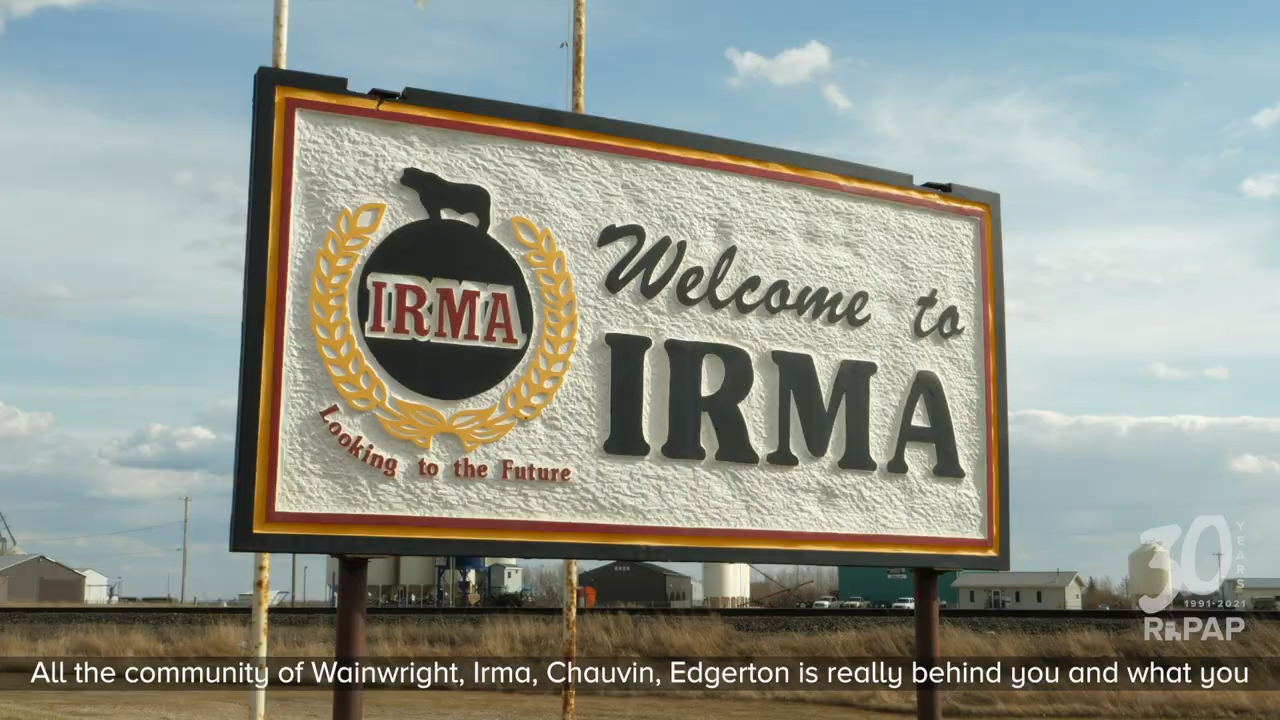 Welcome to
IRMA
IRMA
Looking to the Future
30
YEARS
1991-2021
RhPAP
All the community of Wainwright, Irma, Chauvin, Edgerton is really behind you and what you